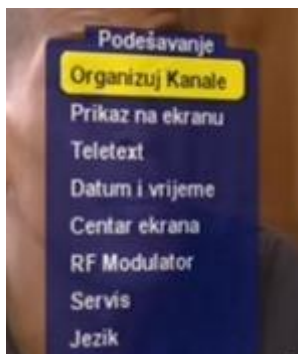 Podešavanje
Organizuj Kanale
Prikaz na ekranu
Teletext
Datum i vrijeme
Centar ekrana
RF Modulator
Servis
Jezik